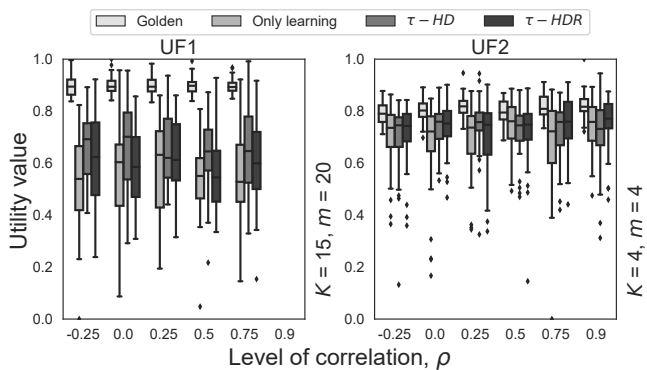 Golden Only learning τ − HD τ − HDR
UF1 UF2
Utility value
1.0
0.8
0.6
0.4
0.2
0.0
-0.25 0.0 0.25 0.5 0.75 0.9
K = 15, m = 20
1.0
0.8
0.6
0.4
0.2
0.0
-0.25 0.0 0.25 0.5 0.75 0.9
K = 4, m = 4
Level of correlation, ρ